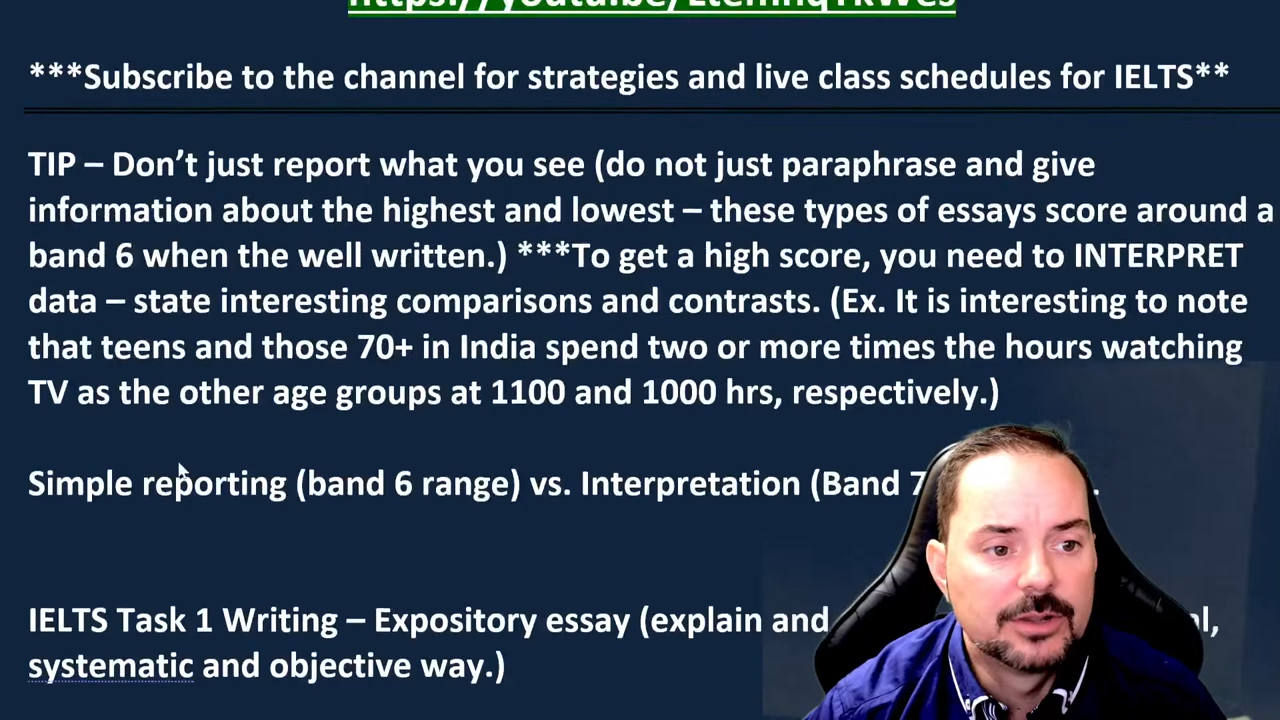 ***Subscribe to the channel for strategies and live class schedules for IELTS**
TIP – Don't just report what you see (do not just paraphrase and give
information about the highest and lowest – these types of essays score around a
band 6 when the well written.) ***To get a high score, you need to INTERPRET
data – state interesting comparisons and contrasts. (Ex. It is interesting to note
that teens and those 70+ in India spend two or more times the hours watching
TV as the other age groups at 1100 and 1000 hrs, respectively.)
Simple reporting (band 6 range) vs. Interpretation (Band 7
IELTS Task 1 Writing – Expository essay (explain and
systematic and objective way.)